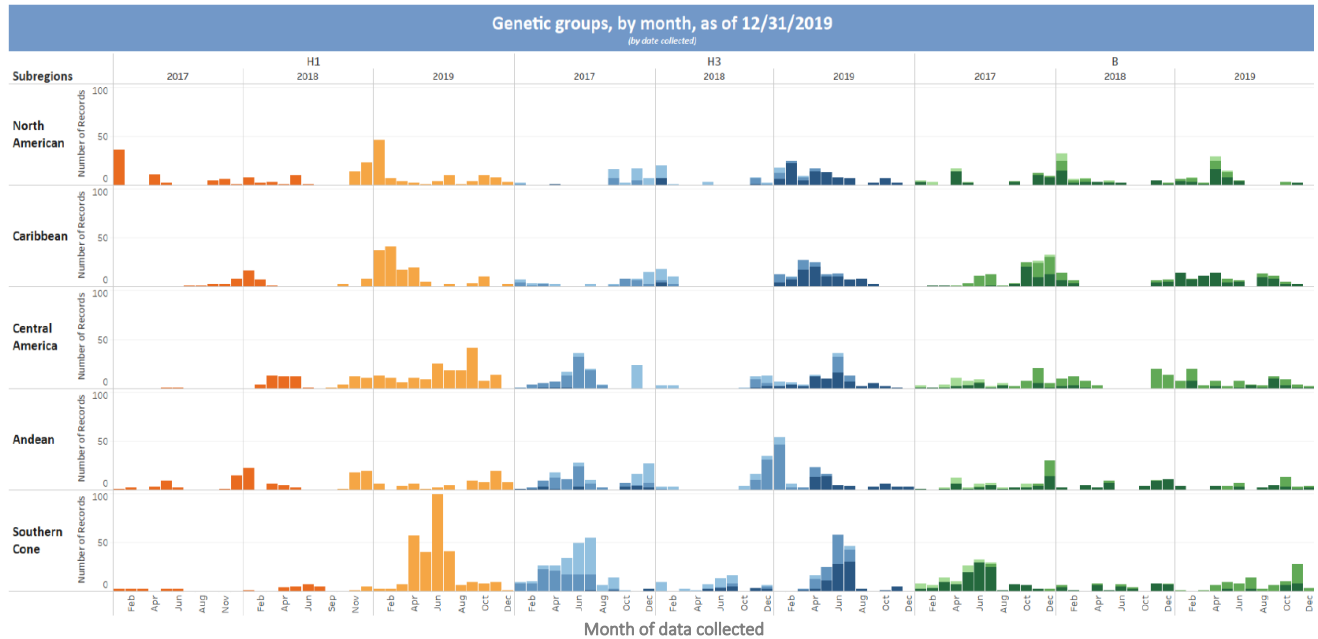 Genetic groups, by month, as of 12/31/2019
(by date collected)
H1 H3 B
Subregions 2017 2018 2019 2017 2018 2019 2017 2018 2019
North
American
Number of Records
100
50
0
Caribbean
Number of Records
100
50
0
Central
America
Number of Records
100
50
0
Andean
Number of Records
100
50
0
Southern
Cone
Number of Records
100
50
0
Feb Apr Jun Aug Nov Feb Apr Jun Sep Nov Feb Apr Jun Aug Oct Dec Feb Apr Jun Aug Oct Dec Feb Jun Oct Dec Feb Apr Jun Aug Oct Dec Feb Apr Jun Aug Oct Dec Feb Apr Jun Oct Dec Feb Apr Jun Aug Oct Dec
Month of data collected